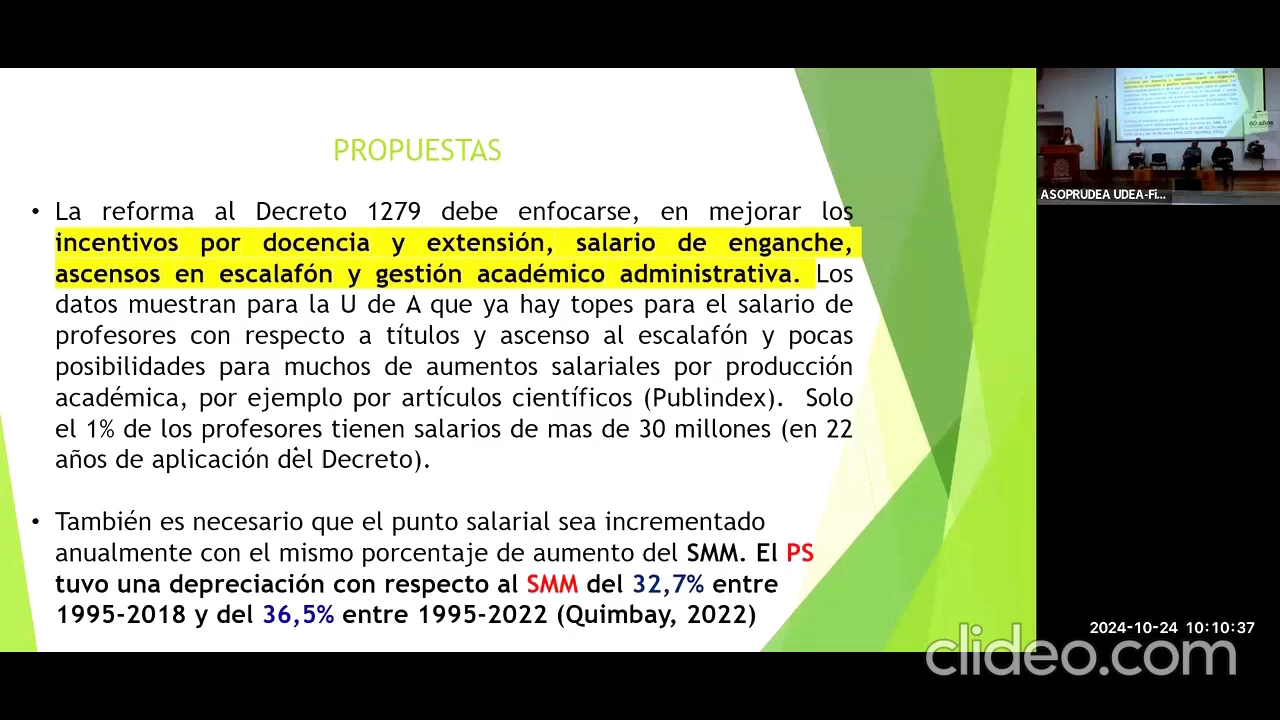 PROPUESTAS
• La reforma al Decreto 1279 debe enfocarse, en mejorar los
incentivos por docencia y extensión, salario de enganche,
ascensos en escalafón y gestión académico administrativa. Los
datos muestran para la U de A que ya hay topes para el salario de
profesores con respecto a títulos y ascenso al escalafón y pocas
posibilidades para muchos de aumentos salariales por producción
académica, por ejemplo por artículos científicos (Publindex). Solo
el 1% de los profesores tienen salarios de mas de 30 millones (en 22
años de aplicación del Decreto).
• También es necesario que el punto salarial sea incrementado
anualmente con el mismo porcentaje de aumento del SMM. El PS
tuvo una depreciación con respecto al SMM del 32,7% entre
1995-2018 y del 36,5% entre 1995-2022 (Quimbay, 2022)
60 años
ASOPRUDEA UDEA-Fi...
2024-10-24 10:10:37
clideo.com